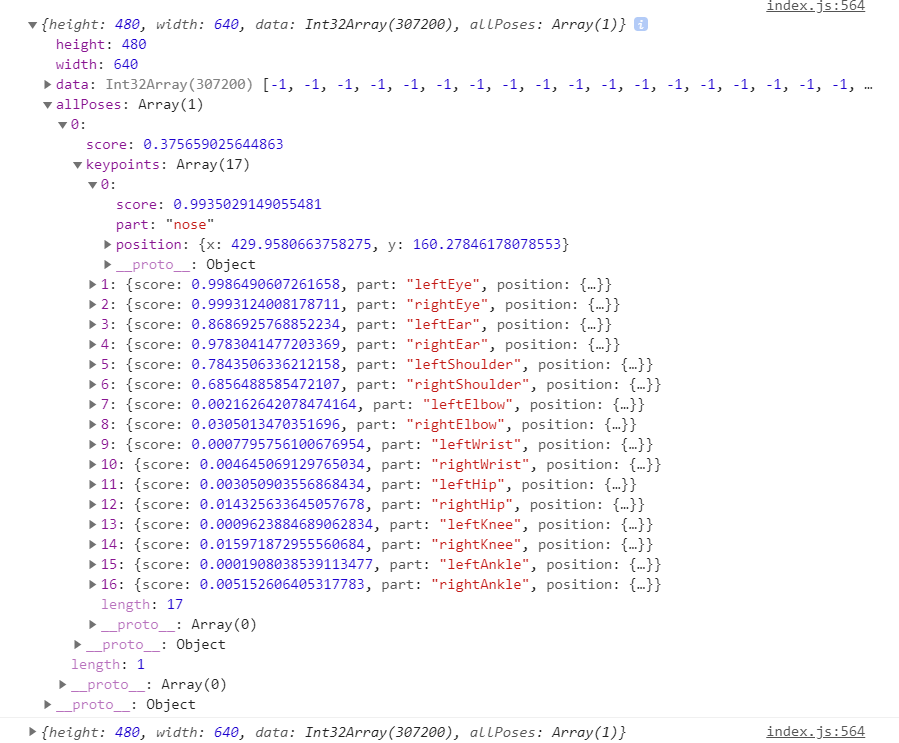 index.js:564
{height: 480, width: 640, data: Int32Array(307200), allPoses: Array(1)} i
height: 480
width: 640
data: Int32Array(307200) [-1, -1, -1, -1, -1, -1, -1, -1, -1, -1, -1, -1, -1, -1, -1, -1, -1, -1, …
allPoses: Array(1)
0:
score: 0.375659025644863
keypoints: Array(17)
0:
score: 0.9935029149055481
part: "nose"
position: {x: 429.9580663758275, y: 160.27846178078553}
__proto__: Object
1: {score: 0.9986490607261658, part: "leftEye", position: {…}}
2: {score: 0.9993124008178711, part: "rightEye", position: {…}}
3: {score: 0.8686925768852234, part: "leftEar", position: {…}}
4: {score: 0.9783041477203369, part: "rightEar", position: {…}}
5: {score: 0.7843506336212158, part: "leftShoulder", position: {…}}
6: {score: 0.6856488585472107, part: "rightShoulder", position: {…}}
7: {score: 0.002162642078474164, part: "leftElbow", position: {…}}
8: {score: 0.0305013470351696, part: "rightElbow", position: {…}}
9: {score: 0.0007795756100676954, part: "leftWrist", position: {…}}
10: {score: 0.004645069129765034, part: "rightWrist", position: {…}}
11: {score: 0.003050903556868434, part: "leftHip", position: {…}}
12: {score: 0.014325633645057678, part: "rightHip", position: {…}}
13: {score: 0.0009623884689062834, part: "leftKnee", position: {…}}
14: {score: 0.015971872955560684, part: "rightKnee", position: {…}}
15: {score: 0.0001908038539113477, part: "leftAnkle", position: {…}}
16: {score: 0.005152606405317783, part: "rightAnkle", position: {…}}
length: 17
__proto__: Array(0)
__proto__: Object
length: 1
__proto__: Array(0)
__proto__: Object
{height: 480, width: 640, data: Int32Array(307200), allPoses: Array(1)} index.js:564